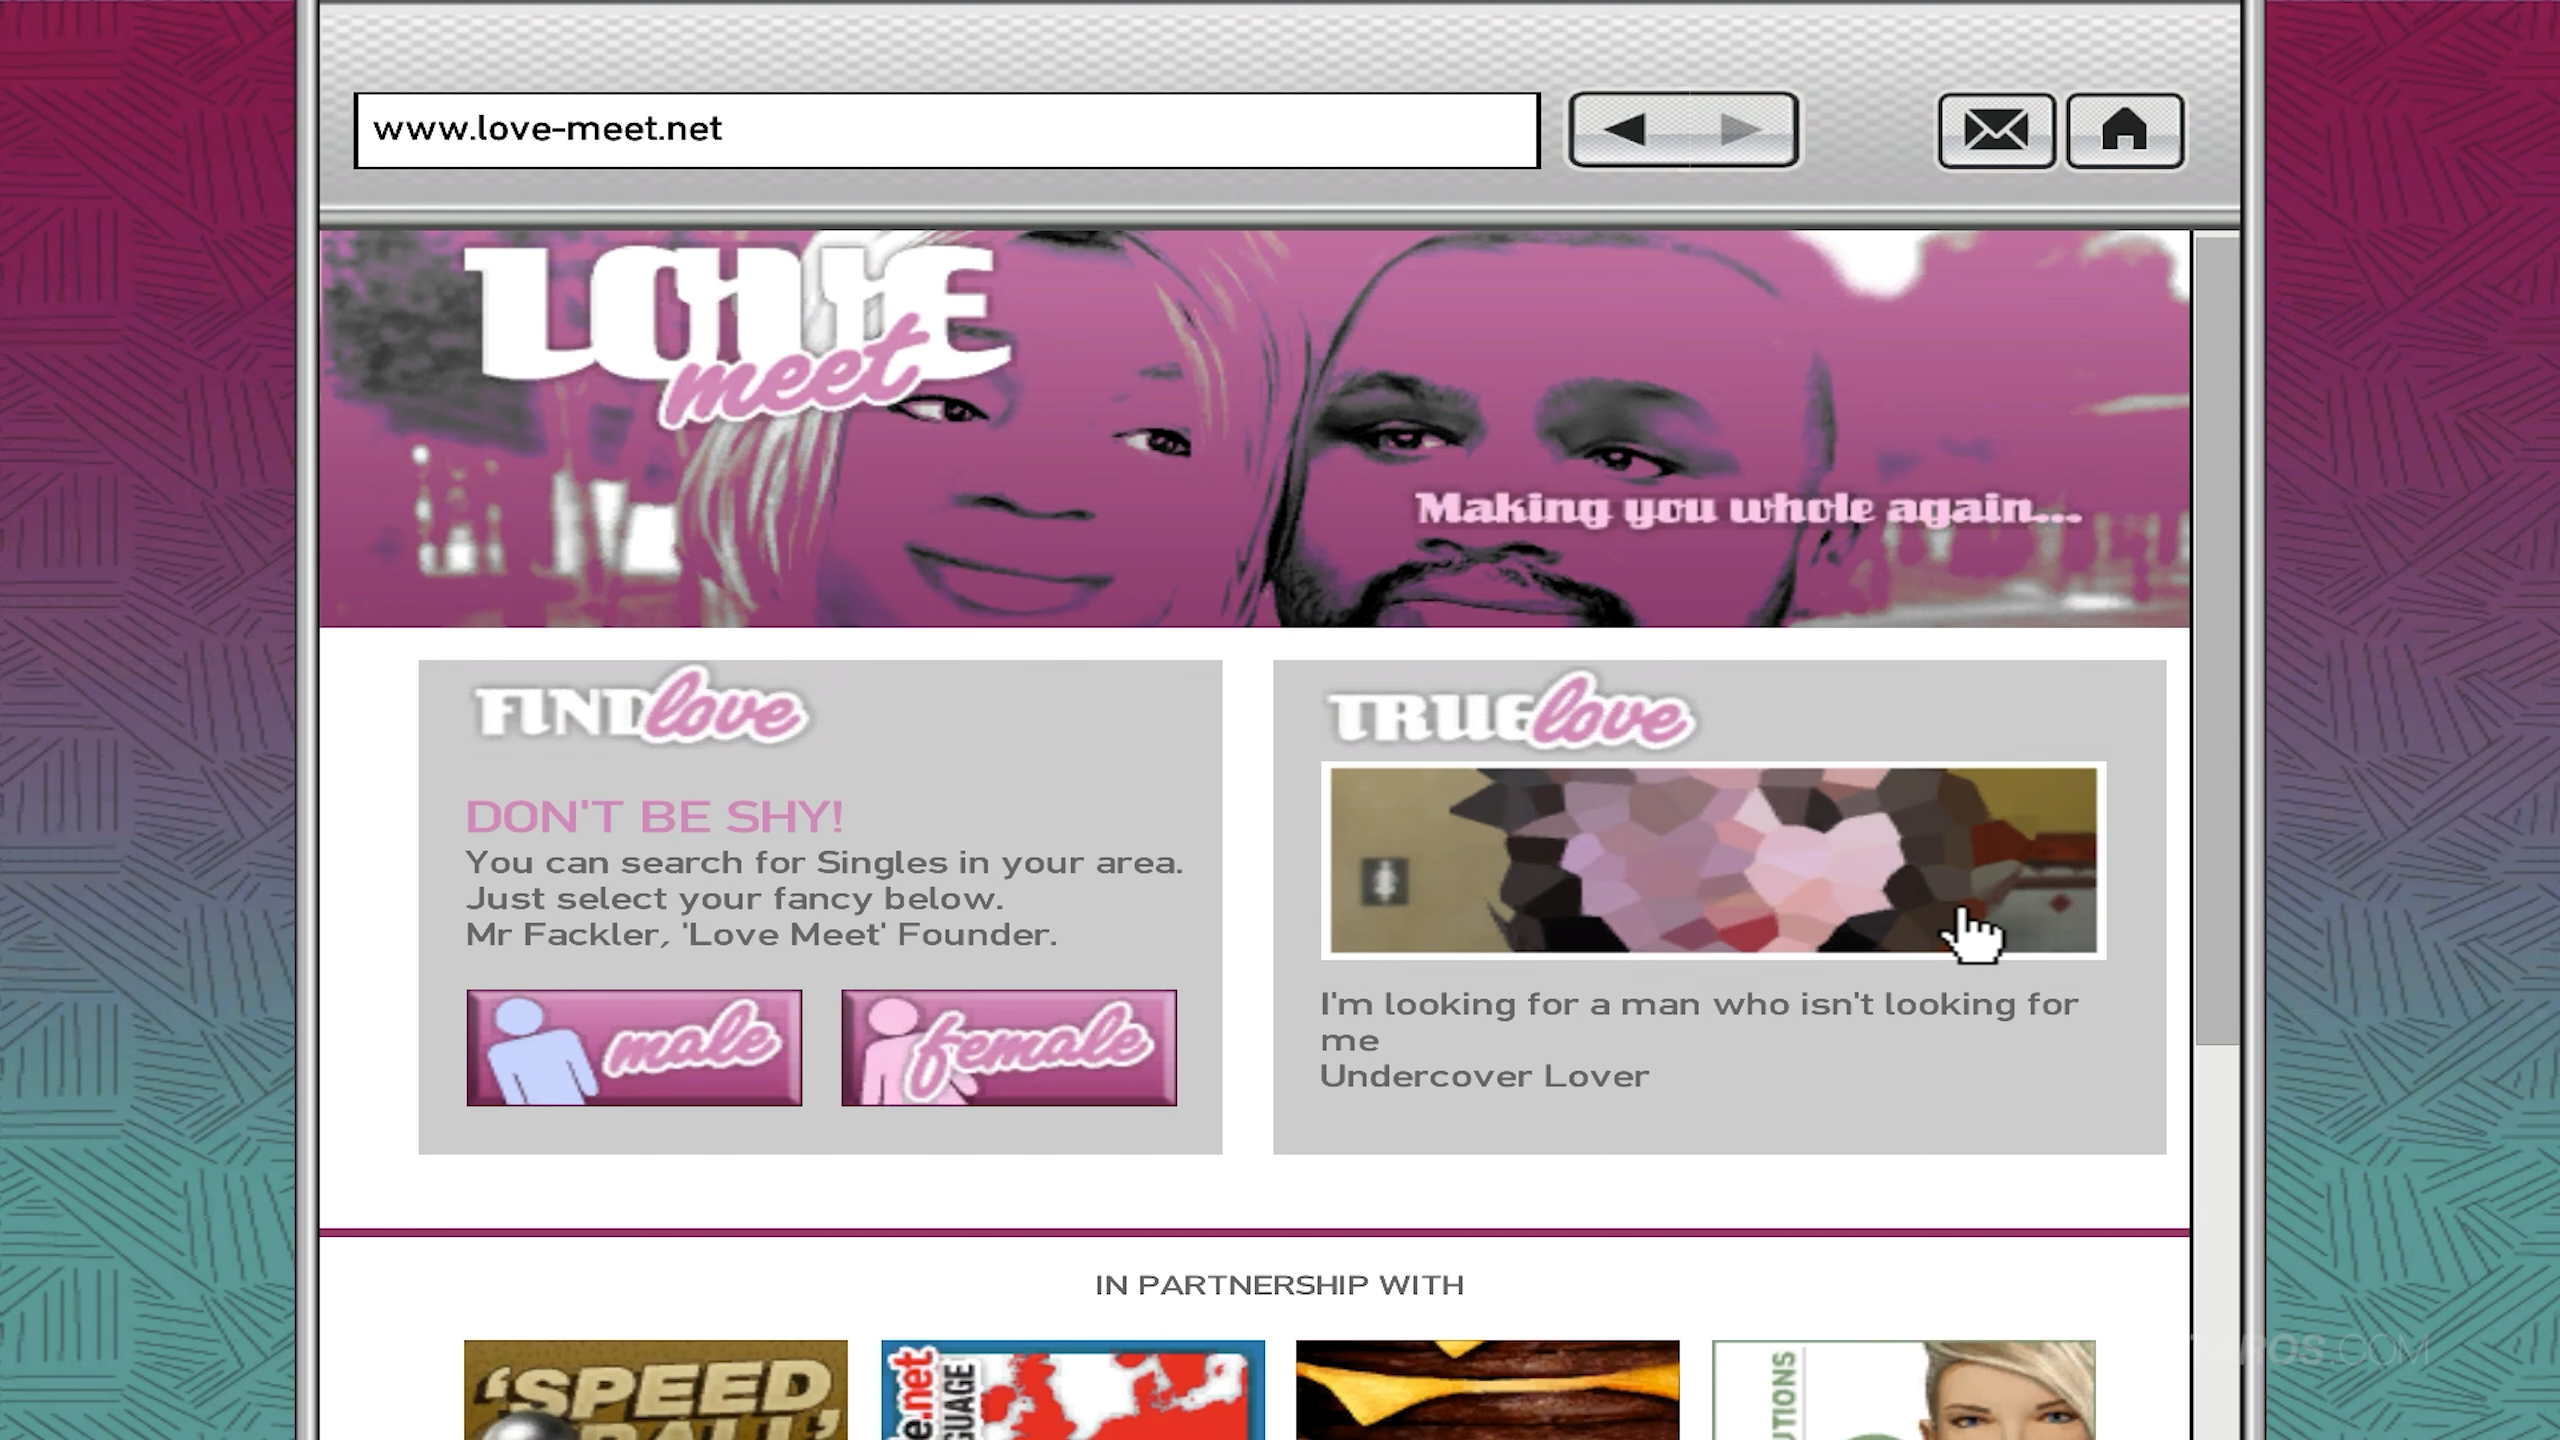 www.love-meet.net
LOVE
meet
Making you whole again...
FIND love
DON'T BE SHY!
You can search for Singles in your area.
Just select your fancy below.
Mr Fackler, 'Love Meet' Founder.
male
female
TRUE love
I'm looking for a man who isn't looking for
me
Undercover Lover
IN PARTNERSHIP WITH
'SPEED
BALL'
.COM